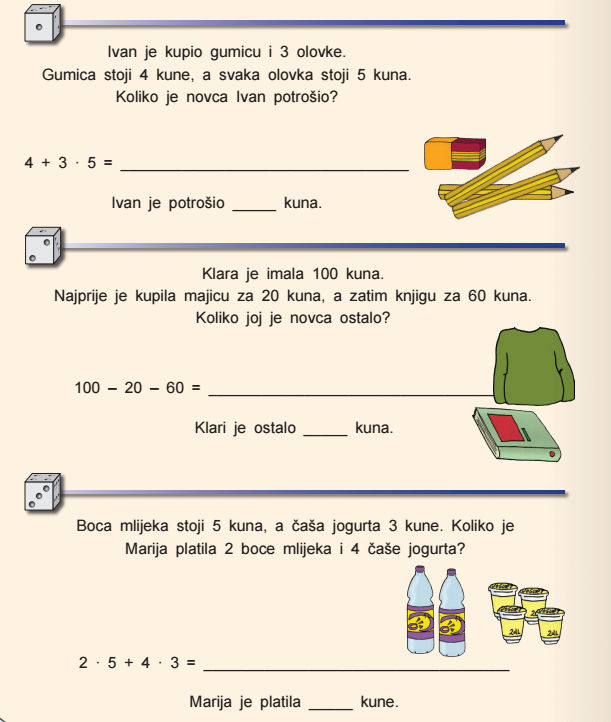 Ivan je kupio gumicu i 3 olovke.
Gumica stoji 4 kune, a svaka olovka stoji 5 kuna.
Koliko je novca Ivan potrošio?
4 + 3 · 5 = ____________________________________
Ivan je potrošio _____ kuna.
Klara je imala 100 kuna.
Najprije je kupila majicu za 20 kuna, a zatim knjigu za 60 kuna.
Koliko joj je novca ostalo?
100 – 20 – 60 = ____________________________________
Klari je ostalo _____ kuna.
Boca mlijeka stoji 5 kuna, a čaša jogurta 3 kune. Koliko je
Marija platila 2 boce mlijeka i 4 čaše jogurta?
2 · 5 + 4 · 3 = ______________________________________
Marija je platila _____ kune.